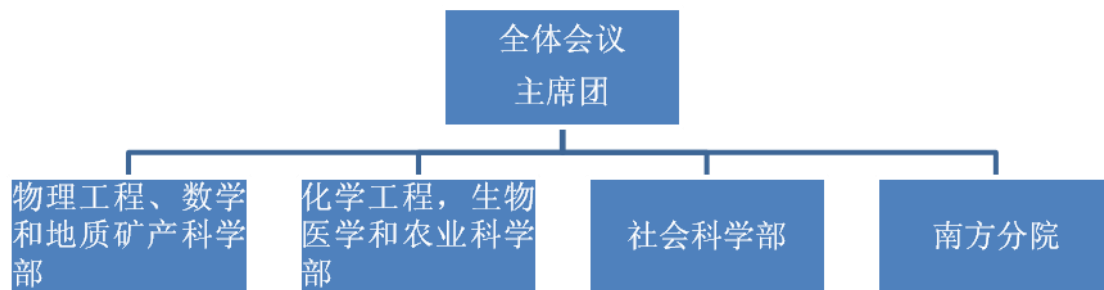 全体会议
主席团
物理工程、数学
和地质矿产科学
部
化学工程，生物
医学和农业科学
部
社会科学部
南方分院